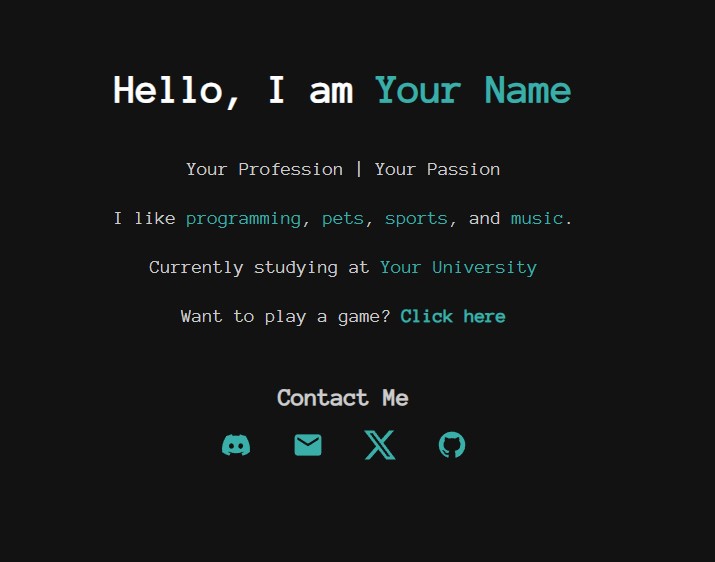 Hello, I am Your Name
Your Profession | Your Passion
I like programming, pets, sports, and music.
Currently studying at Your University
Want to play a game? Click here
Contact Me